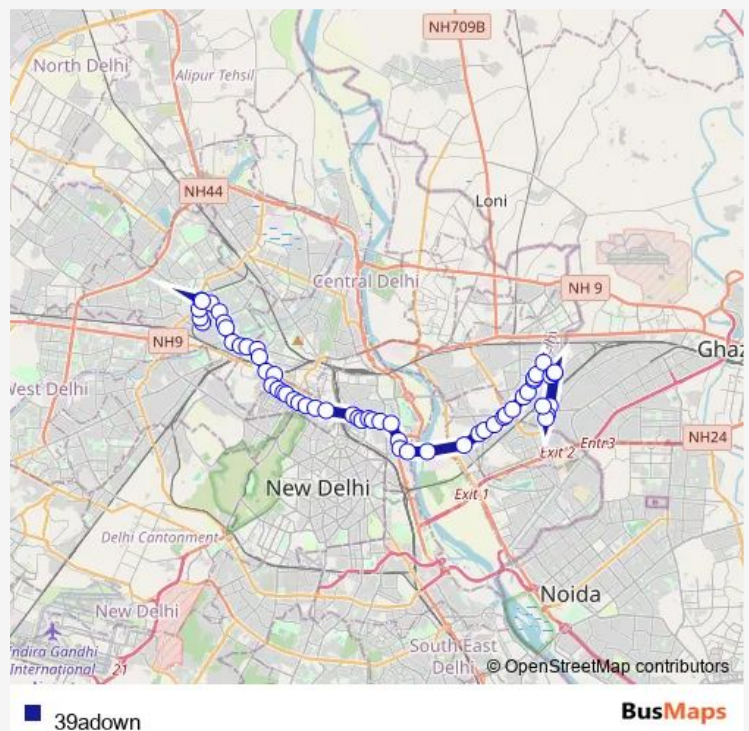 NH709B
North Delhi
Alipur Tehsil
NH44
Loni
Central Delhi
NH 9
Delhi
NH9
Ghaz
West Delhi
NH24
Entr3
Exit 2
New Delhi
Exit 1
Delhi Cantonment
Noida
New Delhi
Indira Gandhi
International
21
South East
Delhi
© OpenStreetMap contributors
39adown
BusMaps